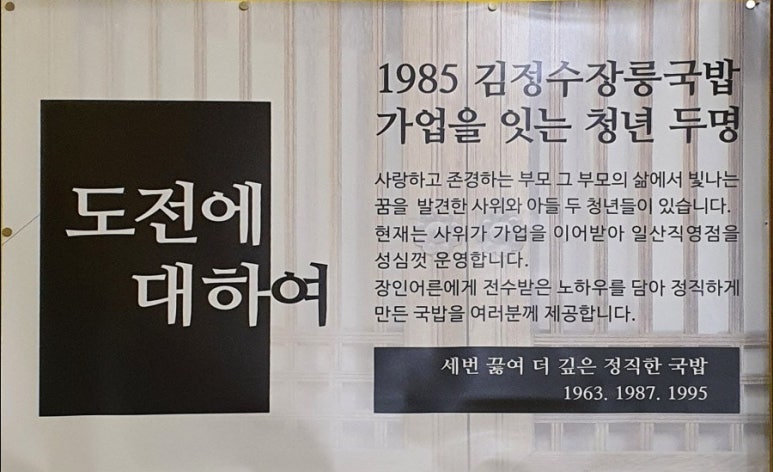 도전에
대하여
1985 김정수장릉국밥
가업을 잇는 청년 두명
사랑하고 존경하는 부모 그 부모의 삶에서 빛나는
꿈을 발견한 사위와 아들 두 청년들이 있습니다.
현재는 사위가 가업을 이어받아 일산직영점을
성심껏 운영합니다.
장인어른에게 전수받은 노하우를 담아 정직하게
만든 국밥을 여러분께 제공합니다.
세번 끓여 더 깊은 정직한 국밥
1963. 1987. 1995